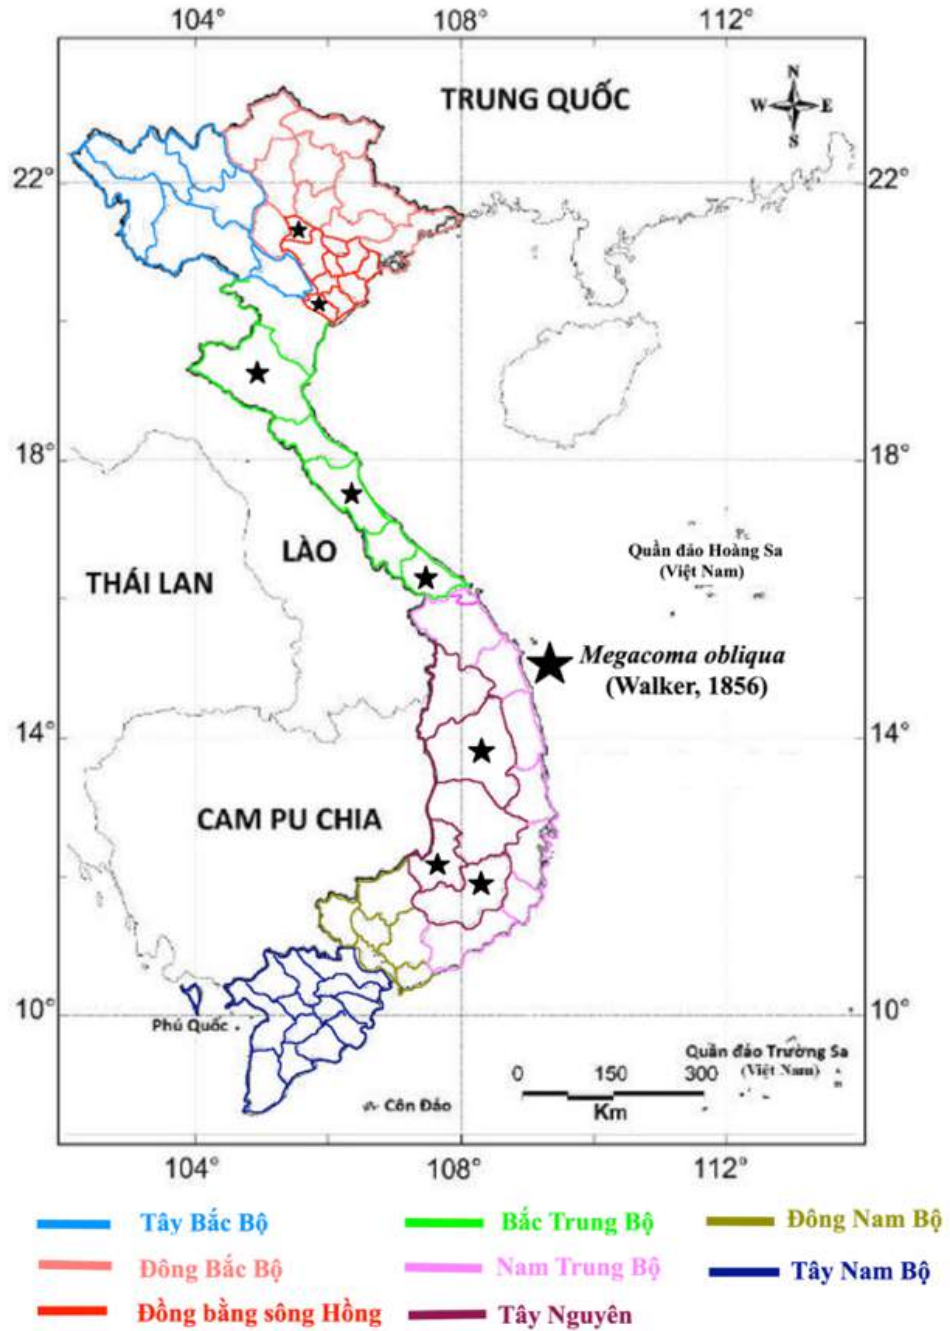 104° 108° 112°
N
TRUNG QUỐC
W E
S
22° 22°
18° 18°
LÀO
Quần đảo Hoàng Sa
(Việt Nam)
THÁI LAN
Megacoma obliqua
(Walker, 1856)
14° 14°
CAM PU CHIA
10° 10°
Phú Quốc
Quần đảo Trường Sa
(Việt Nam)
0 150 300
Km
Côn Đảo
104° 108° 112°
Tây Bắc Bộ Bắc Trung Bộ Đông Nam Bộ
Đông Bắc Bộ Nam Trung Bộ Tây Nam Bộ
Đồng bằng sông Hồng Tây Nguyên